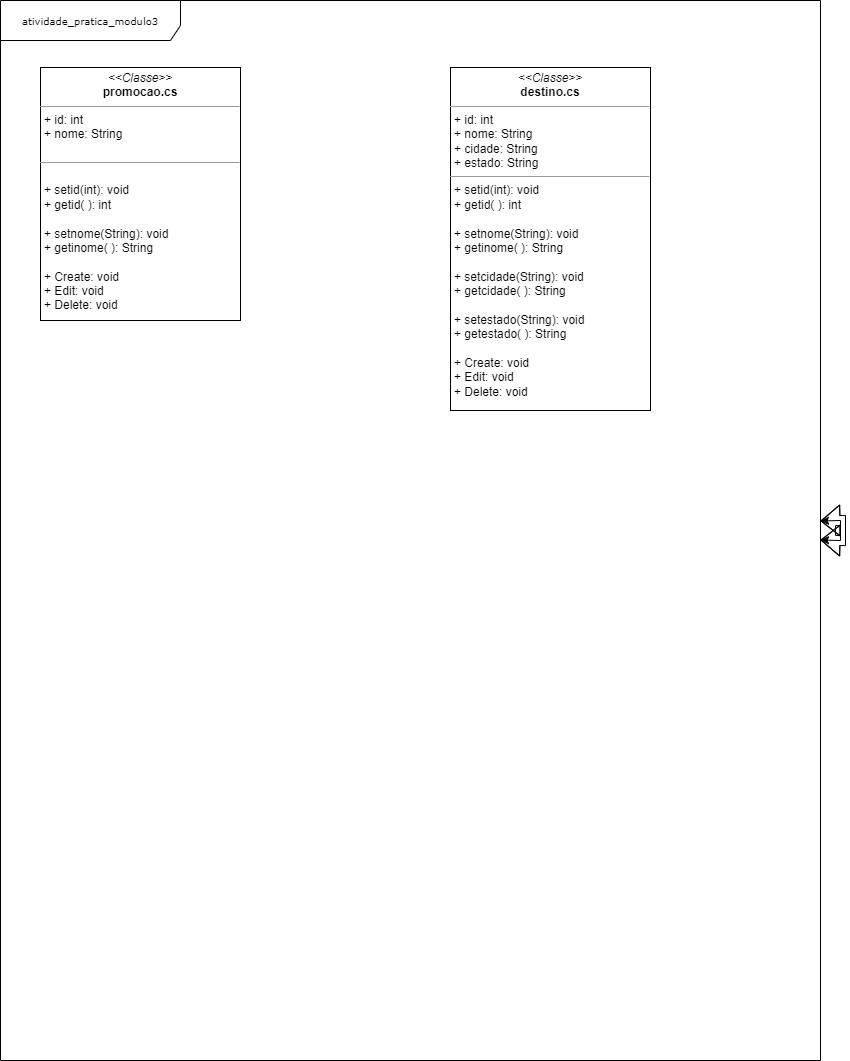 atividade_pratica_modulo3
<<Classe>>
promocao.cs
+ id: int
+ nome: String
+ setid(int): void
+ getid( ): int
+ setnome(String): void
+ getinome( ): String
+ Create: void
+ Edit: void
+ Delete: void
<<Classe>>
destino.cs
+ id: int
+ nome: String
+ cidade: String
+ estado: String
+ setid(int): void
+ getid( ): int
+ setnome(String): void
+ getinome( ): String
+ setcidade(String): void
+ getcidade( ): String
+ setestado(String): void
+ getestado( ): String
+ Create: void
+ Edit: void
+ Delete: void